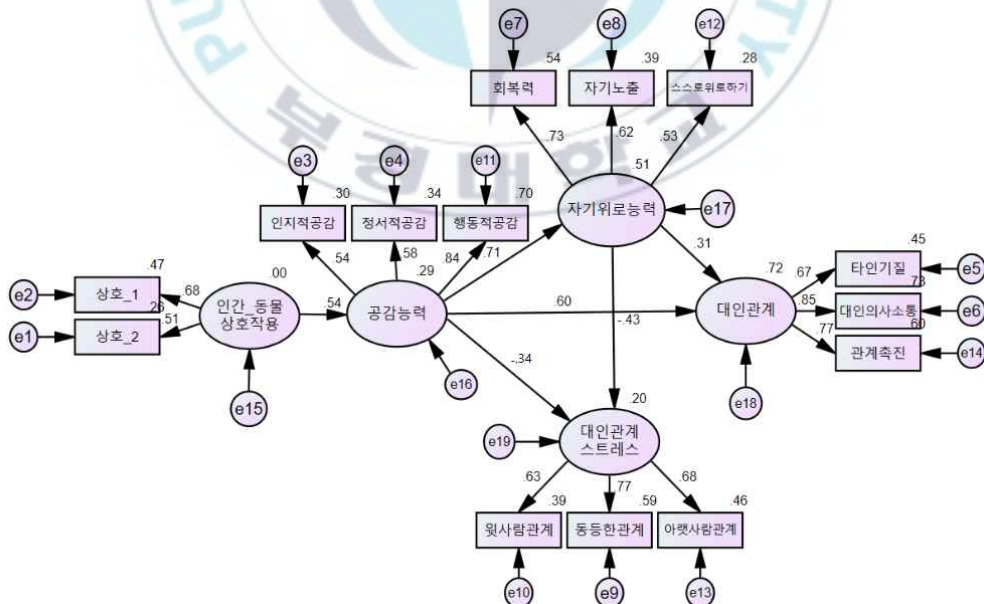 PU
TY
부경대학교
e7
e8
e12
.54
.39
.28
회복력
자기노출
스스로위로하기
.73
.62
.53
e3
e4
e11
.51
.30
.34
.70
인지적공감
정서적공감
행동적공감
자기위로능력
e17
.54
.58
.84
.71
.31
.29
.47
.00
.72
.45
e2
상호_1
.68
인간_동물
상호작용
.54
공감능력
.60
대인관계
.67
타인기질
e5
.26
.51
.73
e1
상호_2
.85
대인의사소통
e6
-.43
.77
.60
관계촉진
e14
-.34
e16
e15
e18
.20
e19
대인관계
스트레스
.63
.77
.68
.39
.59
.46
윗사람관계
동등한관계
아랫사람관계
e10
e9
e13